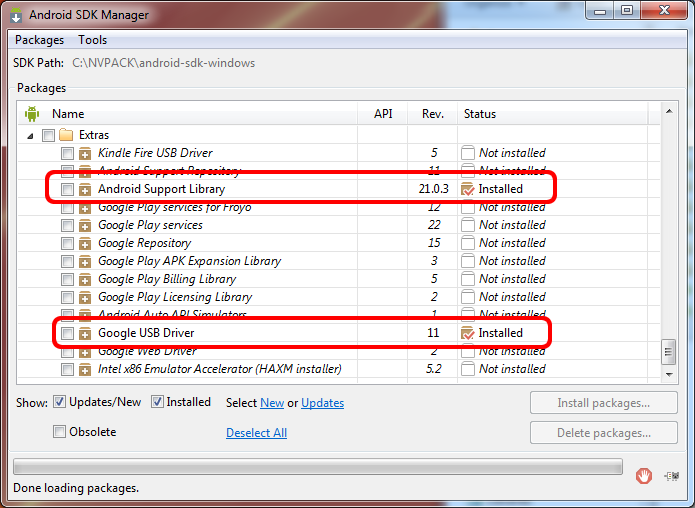 Android SDK Manager
Packages Tools
SDK Path: C:\NVPACK\android-sdk-windows
Packages
Name API Rev. Status
Extras
Kindle Fire USB Driver 5 Not installed
Android Support Repository 11 Not installed
Android Support Library 21.0.3 Installed
Google Play services for Froyo 12 Not installed
Google Play services 22 Not installed
Google Repository 15 Not installed
Google Play APK Expansion Library 3 Not installed
Google Play Billing Library 5 Not installed
Google Play Licensing Library 2 Not installed
Android Auto API Simulators 1 Not installed
Google USB Driver 11 Installed
Google Web Driver 2 Not installed
Intel x86 Emulator Accelerator (HAXM installer) 5.2 Not installed
Show: Updates/New Installed Select New or Updates Install packages...
Obsolete Deselect All Delete packages...
Done loading packages.